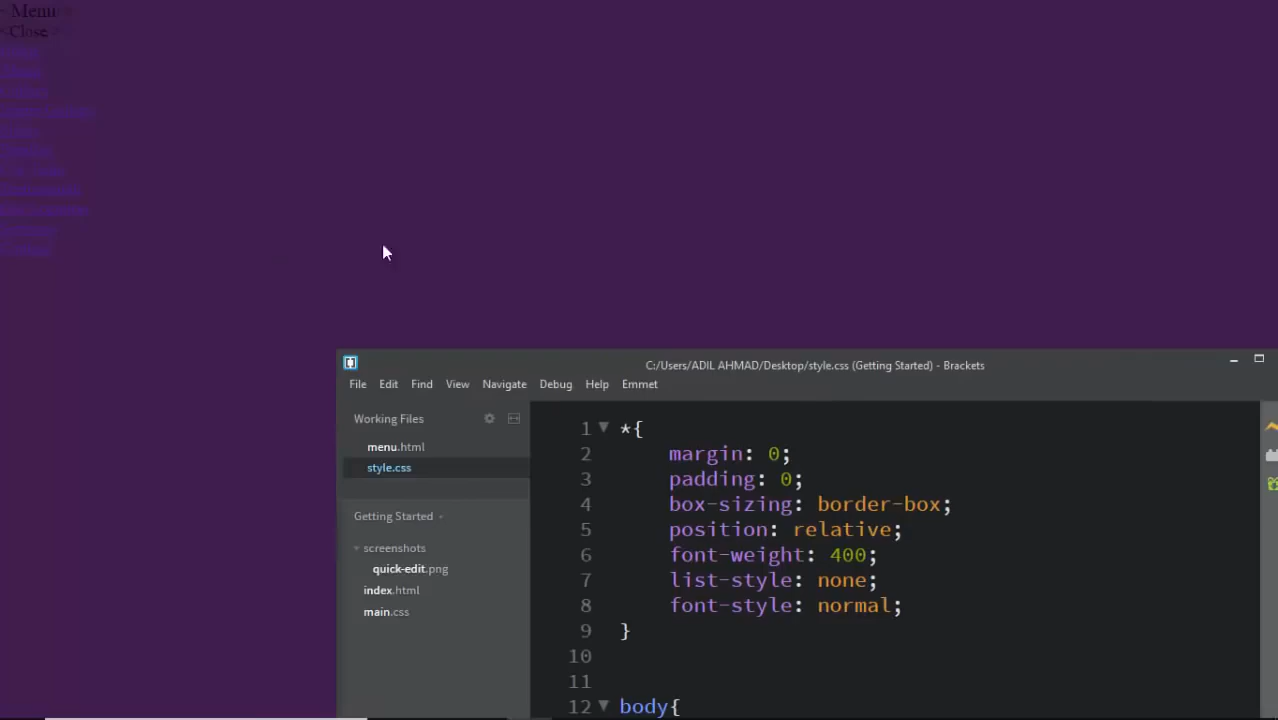 < Menu >
< Close >
C:/Users/ADIL AHMAD/Desktop/style.css (Getting Started) - Brackets
File Edit Find View Navigate Debug Help Emmet
Working Files
menu.html
style.css
Getting Started
screenshots
quick-edit.png
index.html
main.css
1 *{
2 margin: 0;
3 padding: 0;
4 box-sizing: border-box;
5 position: relative;
6 font-weight: 400;
7 list-style: none;
8 font-style: normal;
9 }
10
11
12 body{